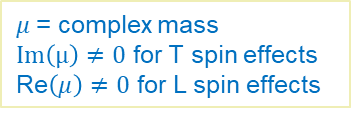 μ = complex mass
Im(μ) ≠ 0 for T spin effects
Re(μ) ≠ 0 for L spin effects